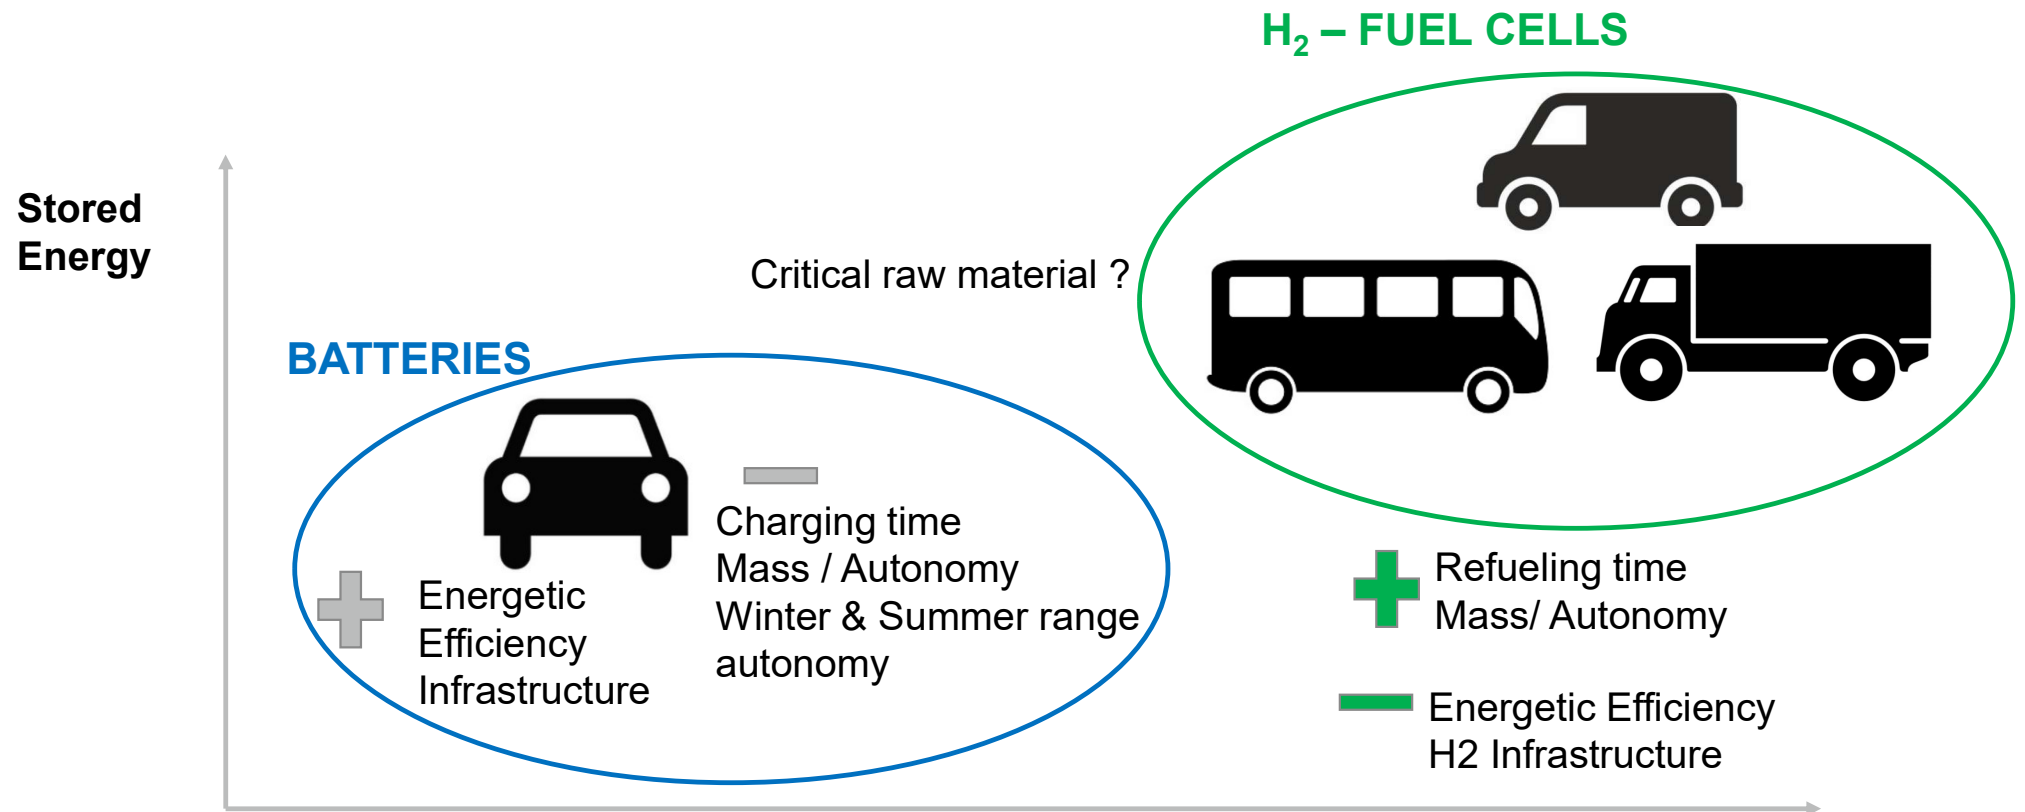 H₂ – FUEL CELLS
Stored
Energy
Critical raw material ?
BATTERIES
Charging time
Mass / Autonomy
Winter & Summer range
autonomy
Energetic
Efficiency
Infrastructure
Refueling time
Mass/ Autonomy
Energetic Efficiency
H2 Infrastructure